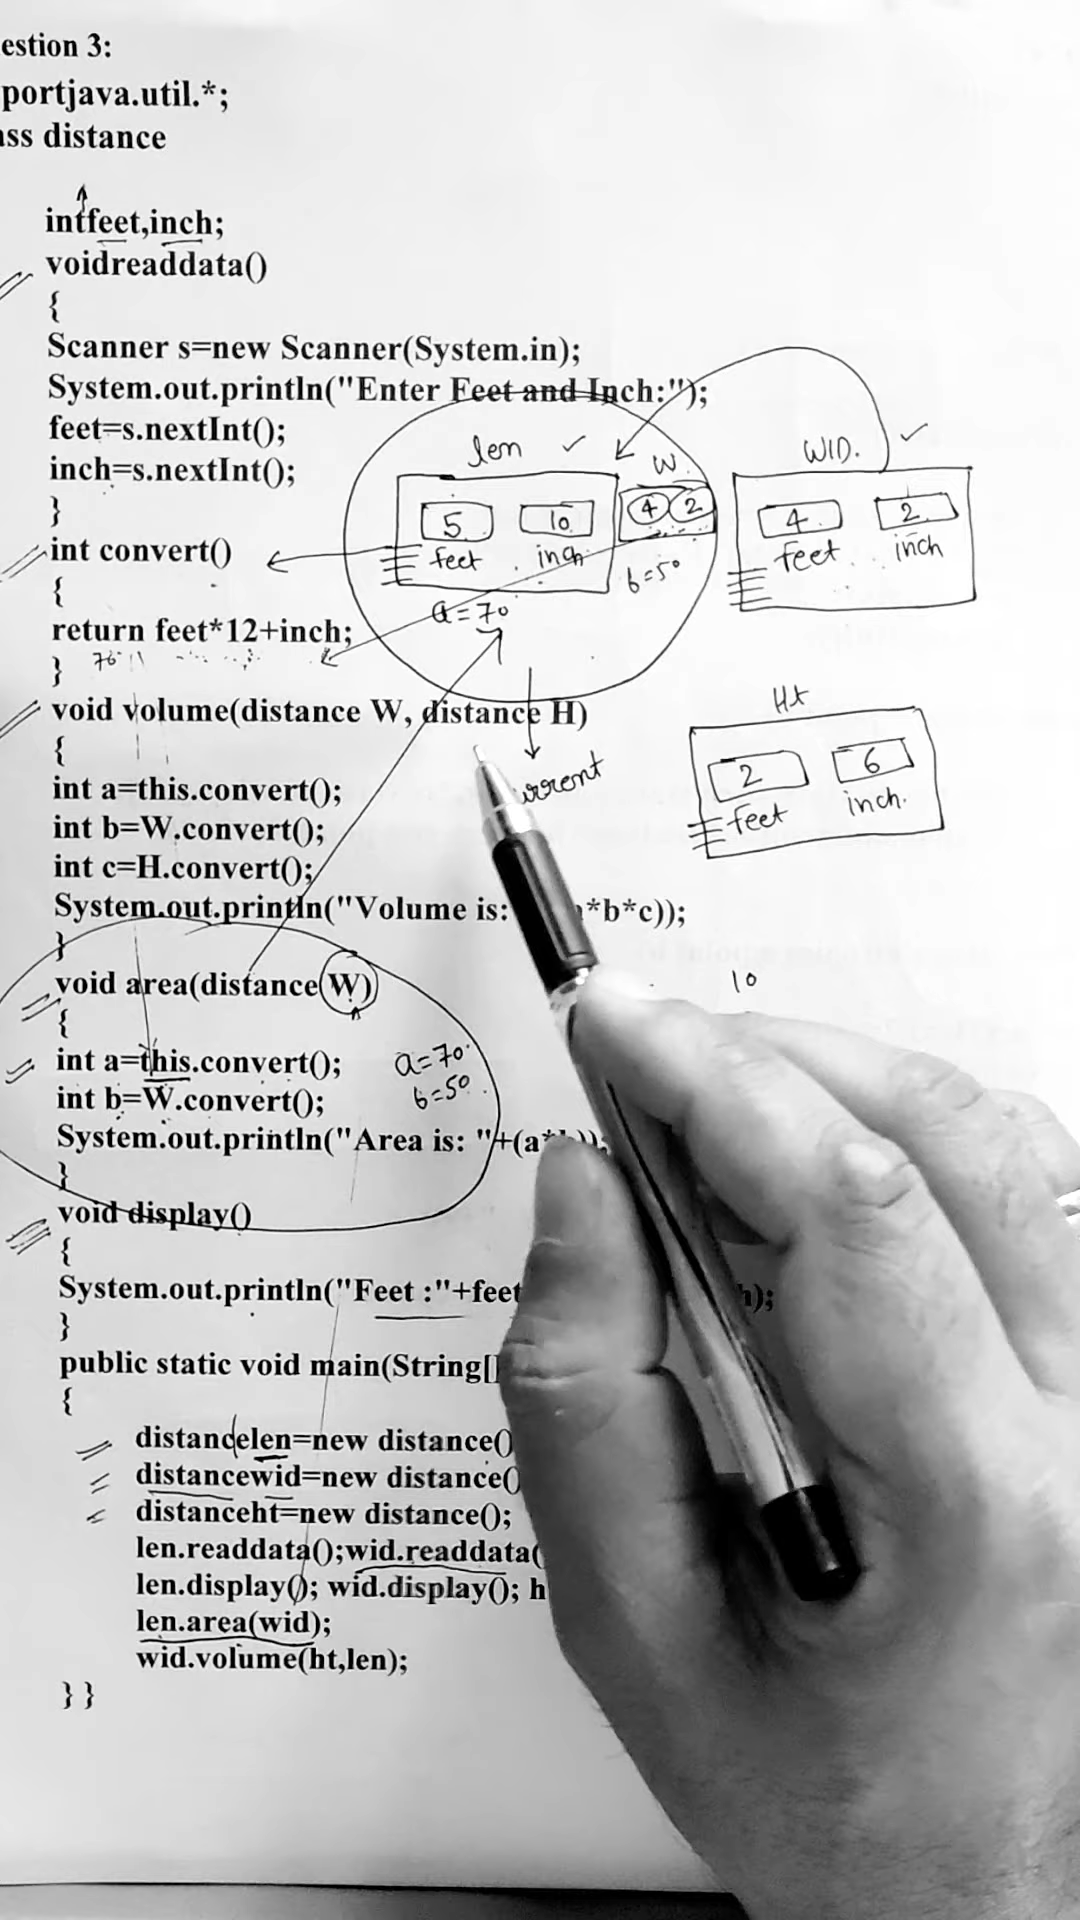 estion 3:
portjava.util.*;
ass distance
intfeet,inch;
voidreaddata()
{
Scanner s=new Scanner(System.in);
System.out.println("Enter Feet and Inch:");
feet=s.nextInt();
inch=s.nextInt();
}
len
W
WID.
5 10
4 2
4 2
feet inch
feet inch
b=50
a=70
int convert()
{
return feet*12+inch;
}
Ht
void volume(distance W, distance H)
{
2 6
feet inch.
urrent
int a=this.convert();
int b=W.convert();
int c=H.convert();
System.out.println("Volume is: *b*c));
}
10
void area(distance W)
{
int a=this.convert();
a=70
int b=W.convert();
b=50
System.out.println("Area is: "+(a*b));
}
void display()
{
System.out.println("Feet :"+feet h);
}
public static void main(String[]
{
distancelen=new distance()
distancewid=new distance()
distanceht=new distance();
len.readdata();wid.readdata(
len.display(); wid.display(); h
len.area(wid);
wid.volume(ht,len);
} }